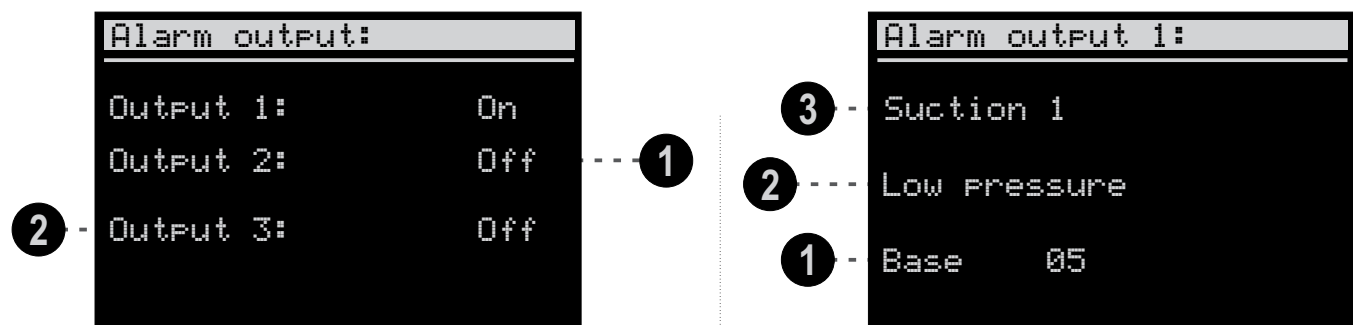 Alarm output:
Output 1: On
Output 2: Off
1
2
Output 3: Off
Alarm output 1:
3
Suction 1
2
Low pressure
1
Base 05